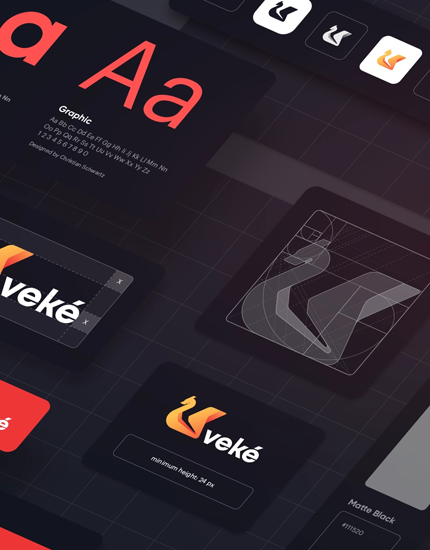 a
Aa
Graphic
Aa Bb Cc Dd Ee Ff Gg Hh Ii Jj Kk Ll Mm Nn
Oo Pp Qq Rr Ss Tt Uu Vv Ww Xx Yy Zz
1 2 3 4 5 6 7 8 9 0
Designed by Christian Schwartz
Nn
veké
x
x
é
veké
minimum height: 24 px
Matte Black
#111520